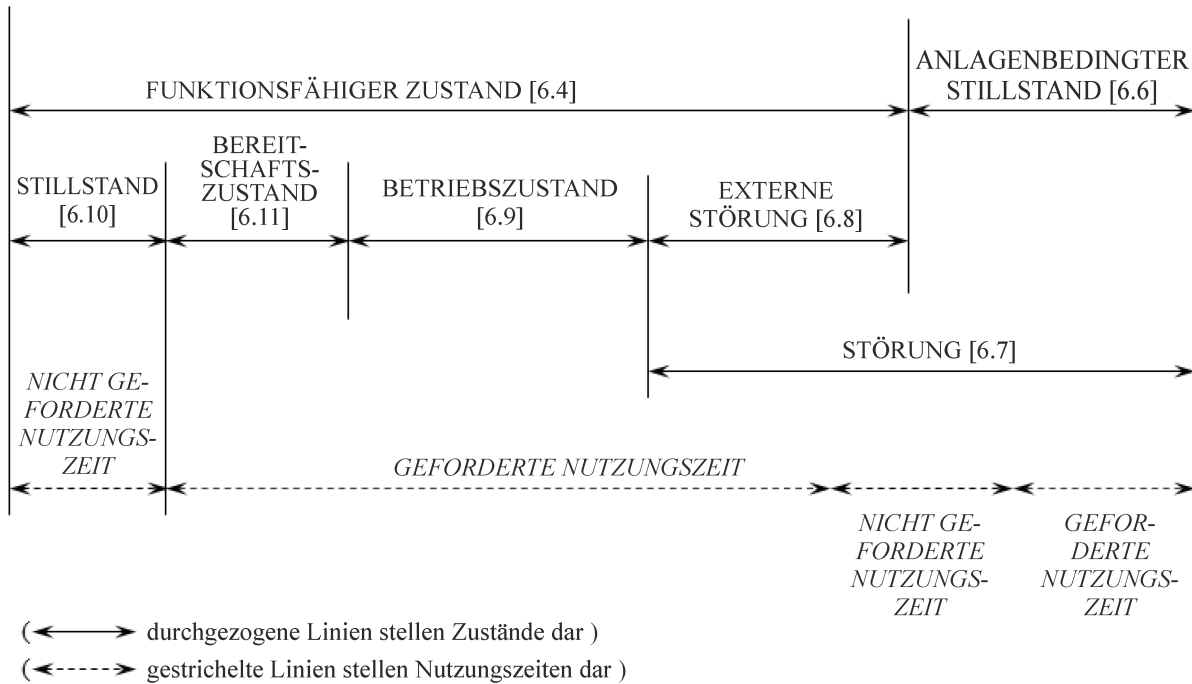 ANLAGENBEDINGTER
STILLSTAND [6.6]
FUNKTIONSFÄHIGER ZUSTAND [6.4]
STILLSTAND
[6.10]
BEREIT-
SCHAFTS-
ZUSTAND
[6.11]
BETRIEBSZUSTAND
[6.9]
EXTERNE
STÖRUNG [6.8]
STÖRUNG [6.7]
NICHT GE-
FORDERTE
NUTZUNGS-
ZEIT
GEFORDERTE NUTZUNGSZEIT
NICHT GE-
FORDERTE
NUTZUNGS-
ZEIT
GEFOR-
DERTE
NUTZUNGS-
ZEIT
( durchgezogene Linien stellen Zustände dar )
( gestrichelte Linien stellen Nutzungszeiten dar )